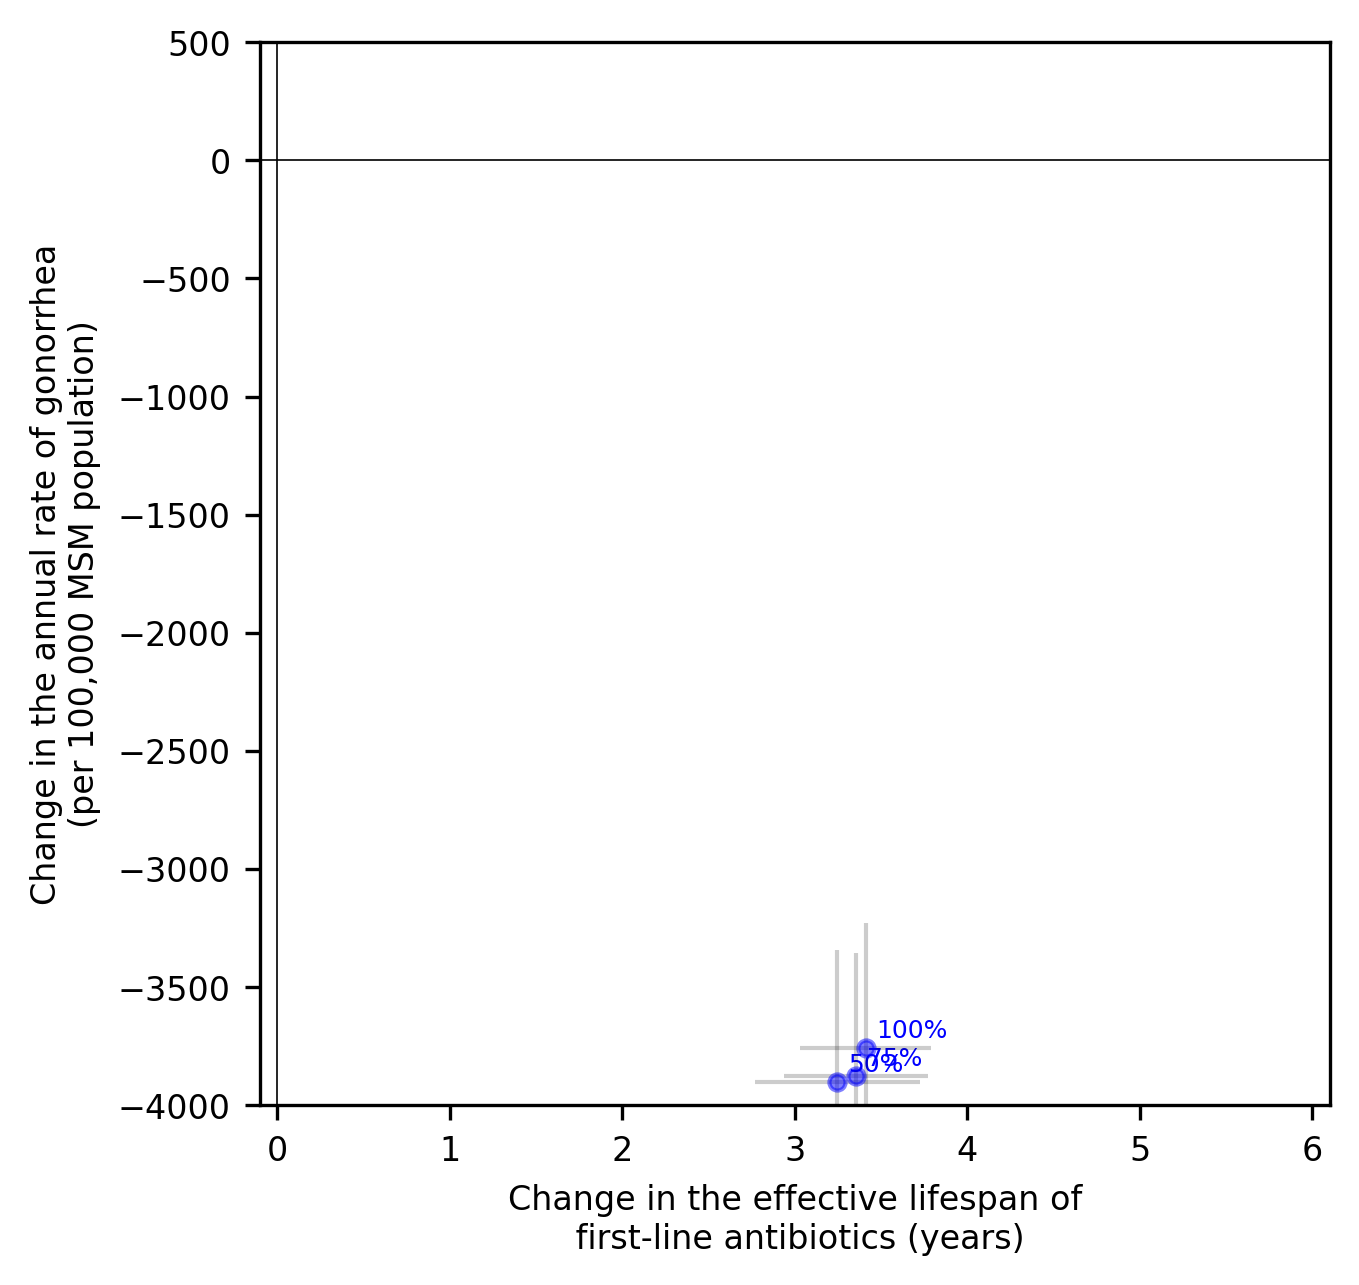 500
0
−500
−1000
−1500
−2000
−2500
−3000
−3500
−4000
Change in the annual rate of gonorrhea
(per 100,000 MSM population)
100%
75%
50%
0 1 2 3 4 5 6
Change in the effective lifespan of
first-line antibiotics (years)